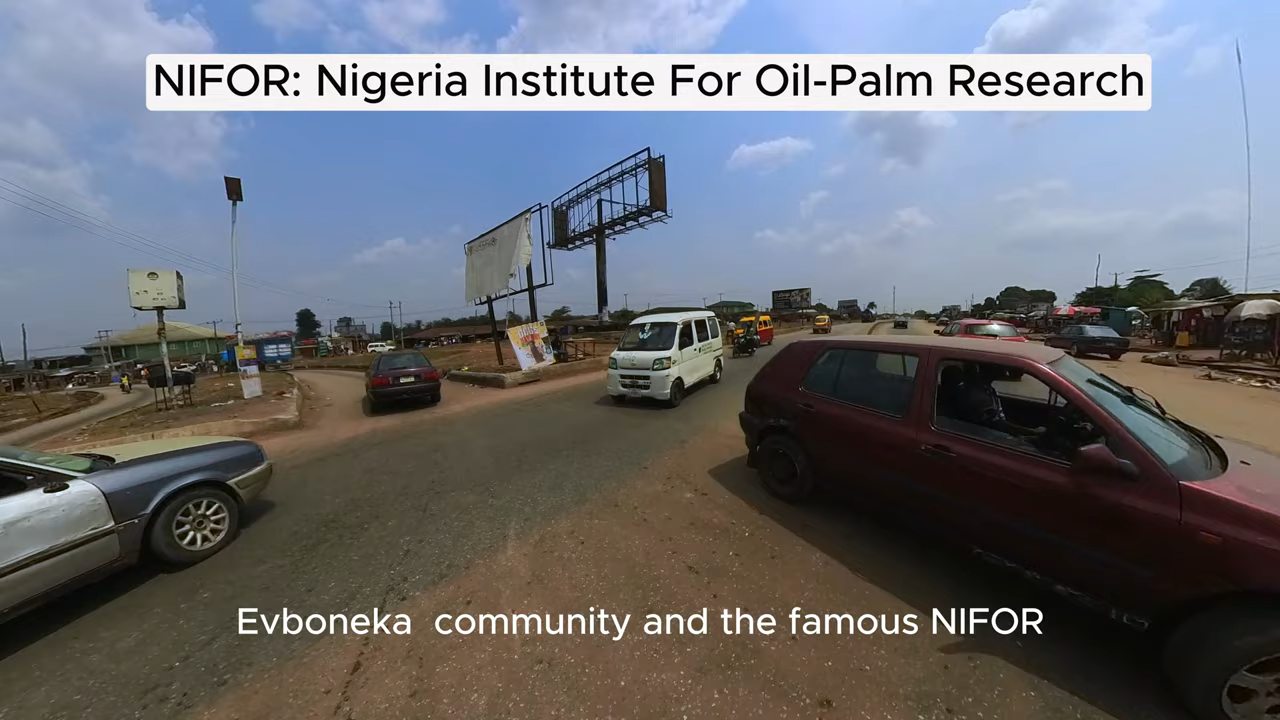 NIFOR: Nigeria Institute For Oil-Palm Research
Evboneka community and the famous NIFOR